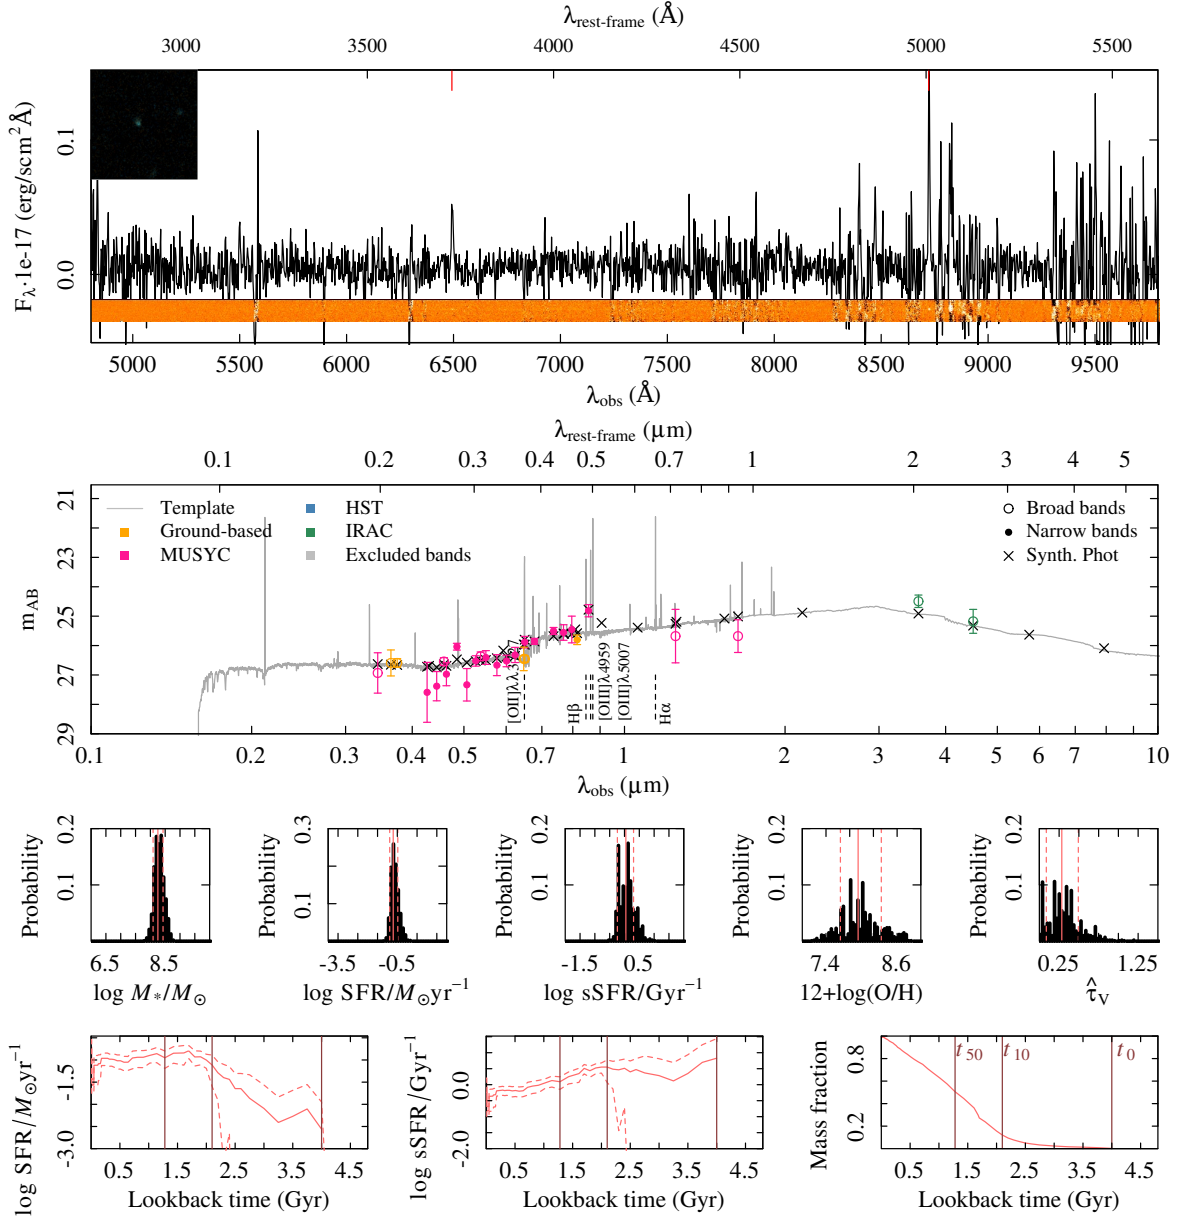 λrest-frame (Å)
3000 3500 4000 4500 5000 5500
Fλ·1e-17 (erg/scm²Å)
0.1
0.0
5000 5500 6000 6500 7000 7500 8000 8500 9000 9500
λobs (Å)
λrest-frame (μm)
0.1 0.2 0.3 0.4 0.5 0.7 1 2 3 4 5
mAB
21
23
25
27
29
Template
Ground-based
MUSYC
HST
IRAC
Excluded bands
Broad bands
Narrow bands
Synth. Phot
[OII]λλ3727
Hβ
[OIII]λ4959
[OIII]λ5007
Hα
0.1 0.2 0.3 0.4 0.5 0.7 1 2 3 4 5 6 7 10
λobs (μm)
Probability
0.2
0.1
6.5 8.5
log M*/M⊙
Probability
0.3
0.1
-3.5 -0.5
log SFR/M⊙yr⁻¹
Probability
0.2
0.1
-1.5 0.5
log sSFR/Gyr⁻¹
Probability
0.2
0.1
7.4 8.6
12+log(O/H)
Probability
0.2
0.1
0.25 1.25
τ̂V
log SFR/M⊙yr⁻¹
-1.5
-3.0
0.5 1.5 2.5 3.5 4.5
Lookback time (Gyr)
log sSFR/Gyr⁻¹
0.0
-2.0
0.5 1.5 2.5 3.5 4.5
Lookback time (Gyr)
Mass fraction
0.8
0.2
t50
t10
t0
0.5 1.5 2.5 3.5 4.5
Lookback time (Gyr)